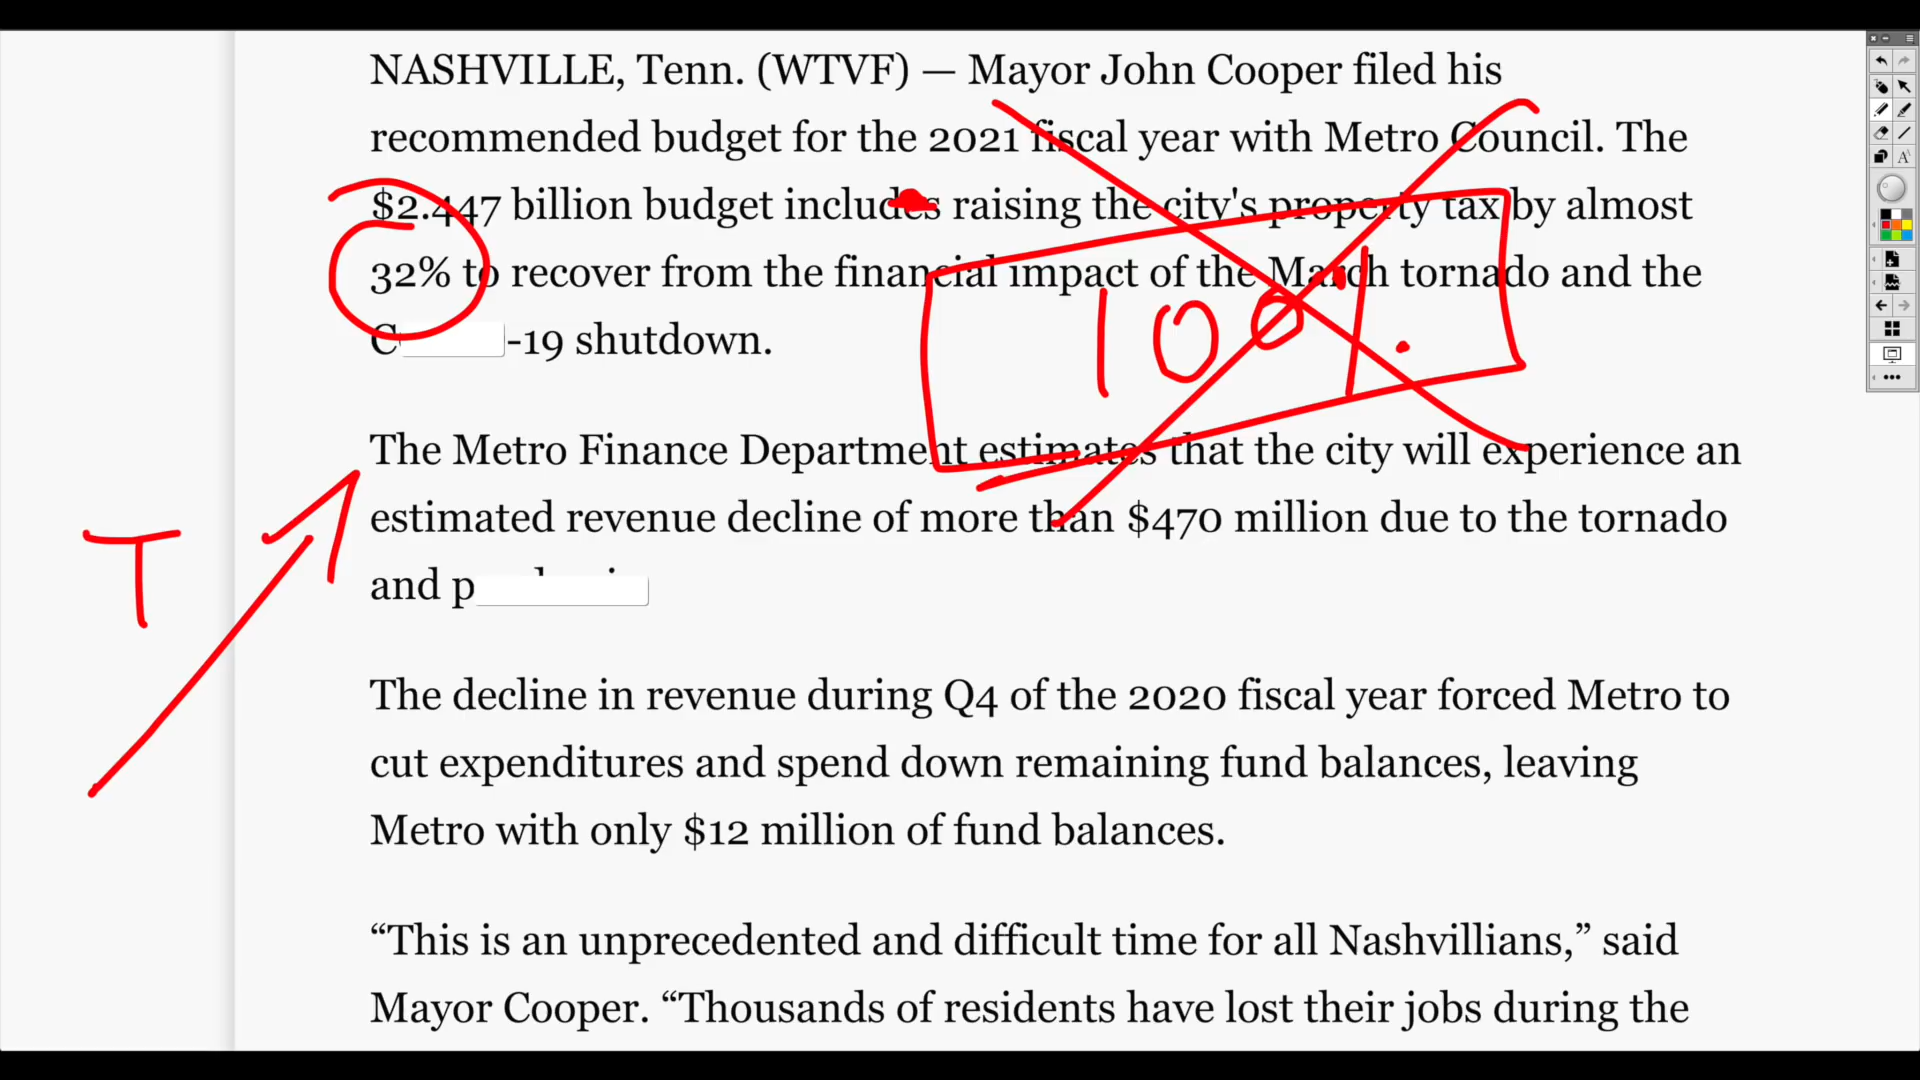 NASHVILLE, Tenn. (WTVF) — Mayor John Cooper filed his
recommended budget for the 2021 fiscal year with Metro Council. The
$2.447 billion budget includes raising the city's property tax by almost
32% to recover from the financial impact of the March tornado and the
C -19 shutdown.
100%
The Metro Finance Department estimates that the city will experience an
estimated revenue decline of more than $470 million due to the tornado
and p
T
The decline in revenue during Q4 of the 2020 fiscal year forced Metro to
cut expenditures and spend down remaining fund balances, leaving
Metro with only $12 million of fund balances.
“This is an unprecedented and difficult time for all Nashvillians,” said
Mayor Cooper. “Thousands of residents have lost their jobs during the